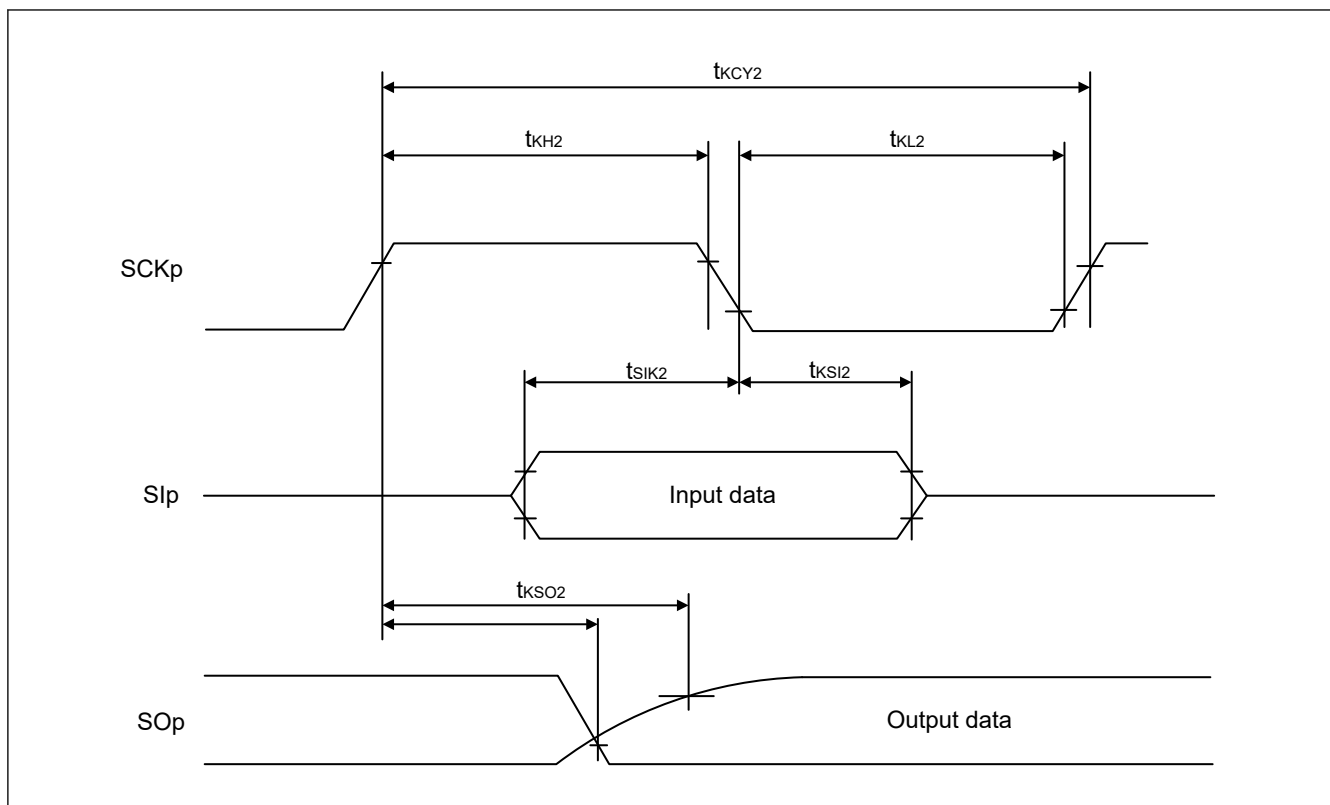 tKCY2
tKH2
tKL2
SCKp
tSIK2
tKSI2
SIp
Input data
tKSO2
SOp
Output data